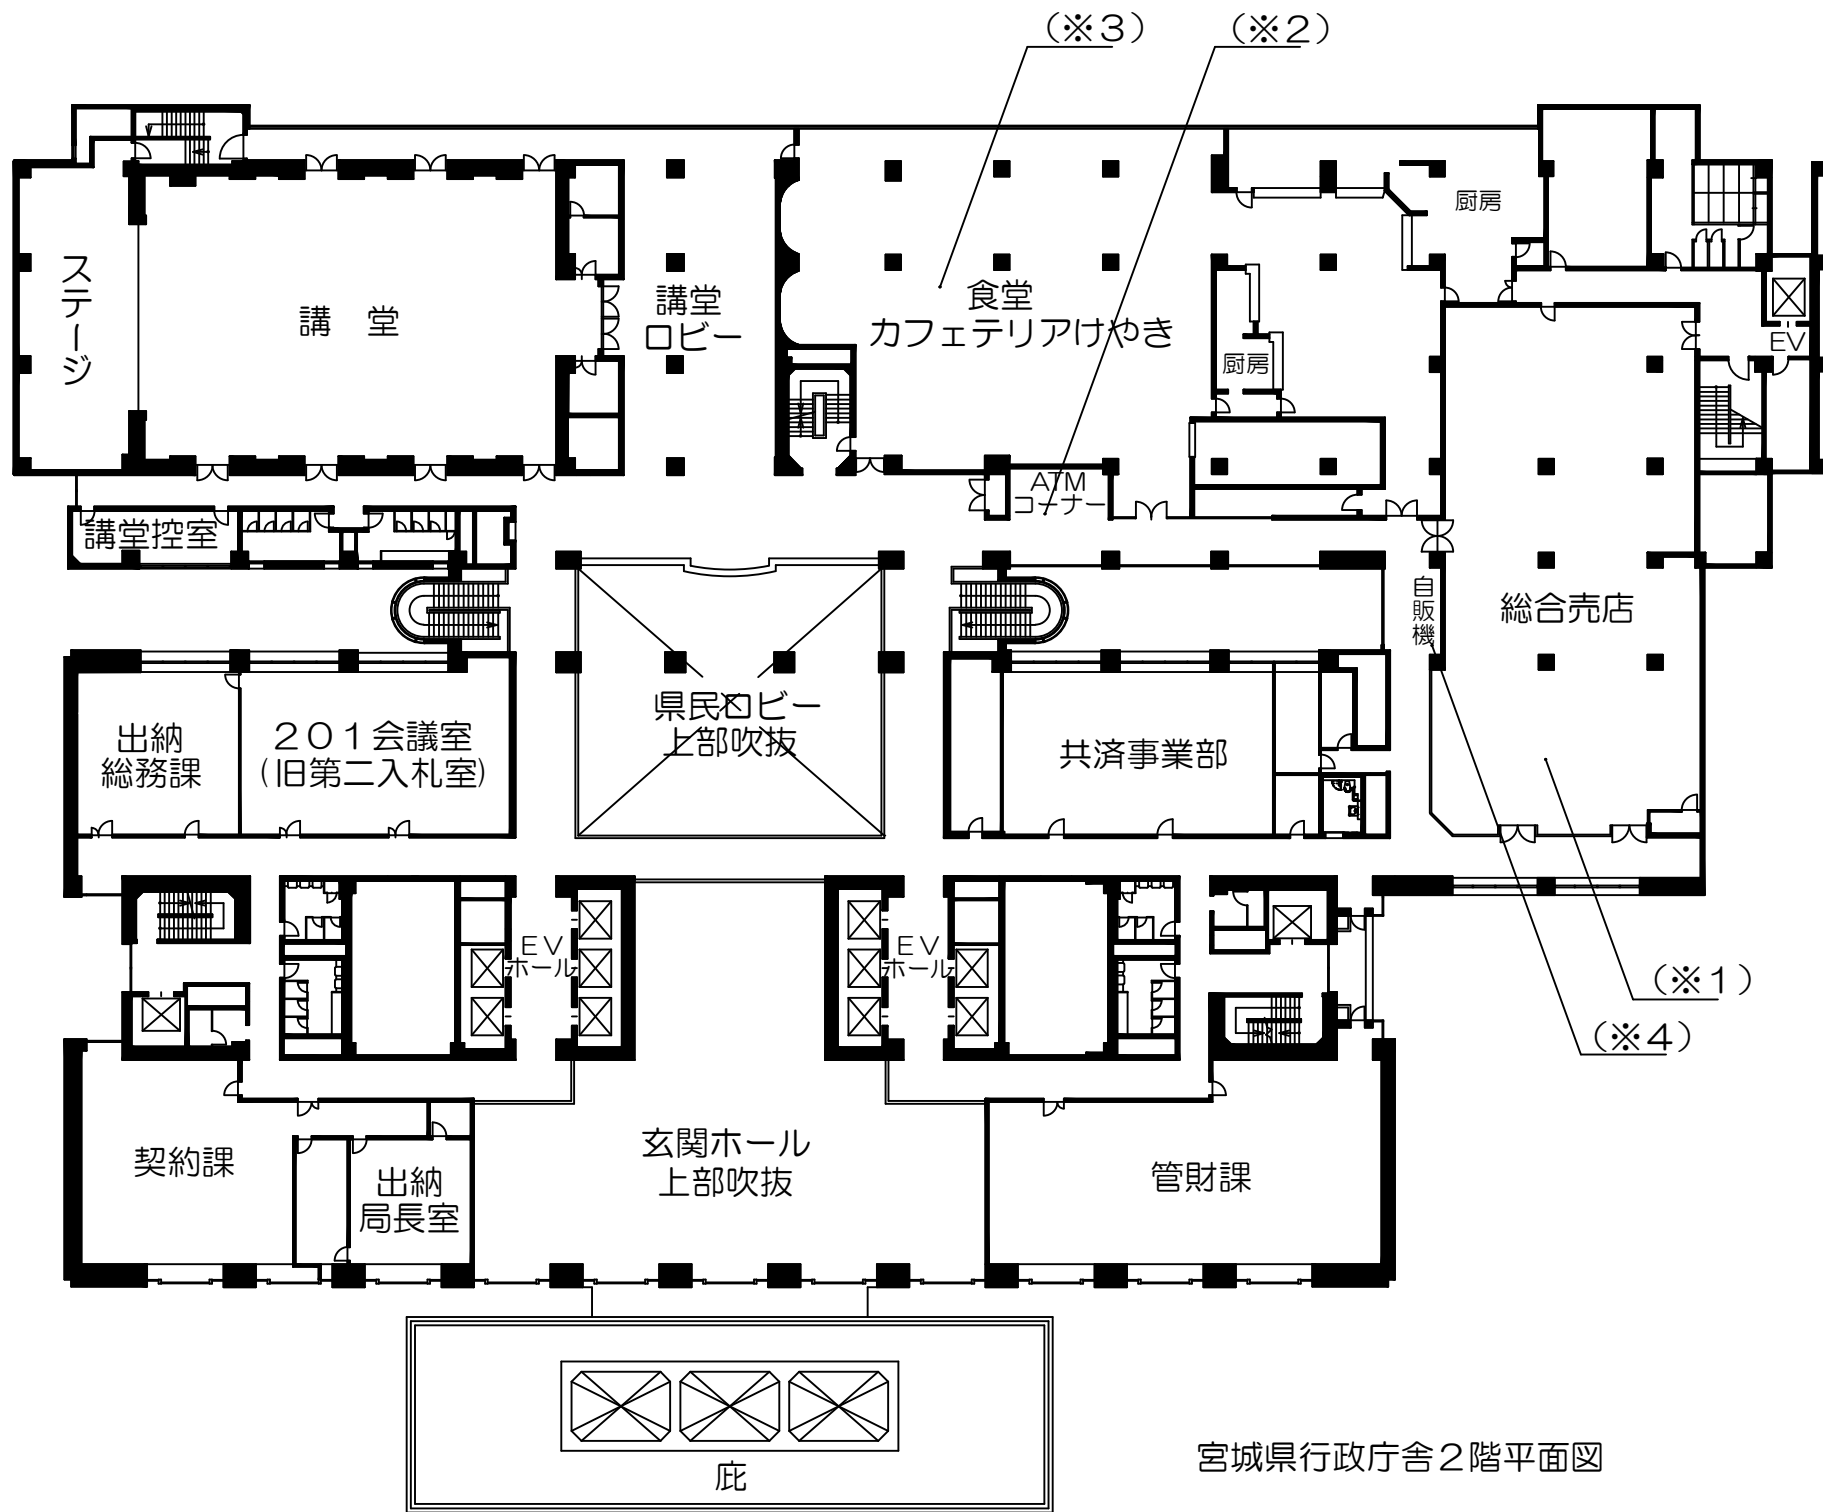 （※３）
（※２）
厨房
ステージ
講　堂
講堂
ロビー
食堂
カフェテリアけやき
厨房
EV
ATM
コーナー
講堂控室
自販機
総合売店
出納
総務課
２０１会議室
(旧第二入札室)
県民ロビー
上部吹抜
共済事業部
EV
ホール
EV
ホール
（※１）
（※４）
契約課
出納
局長室
玄関ホール
上部吹抜
管財課
庇
宮城県行政庁舎２階平面図